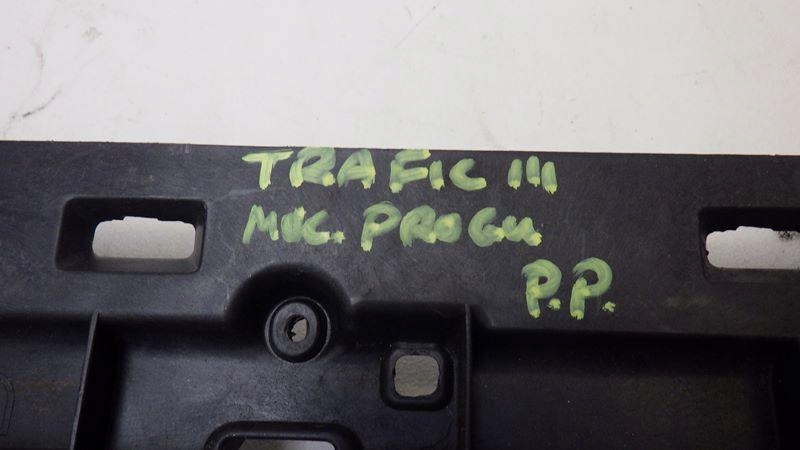 TRAFIC III
MOC. PROGU
P.P.